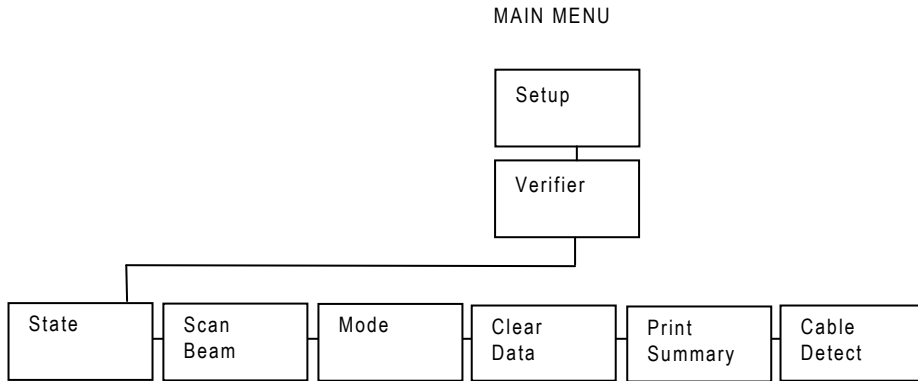 MAIN MENU
Setup
Verifier
State
Scan
Beam
Mode
Clear
Data
Print
Summary
Cable
Detect